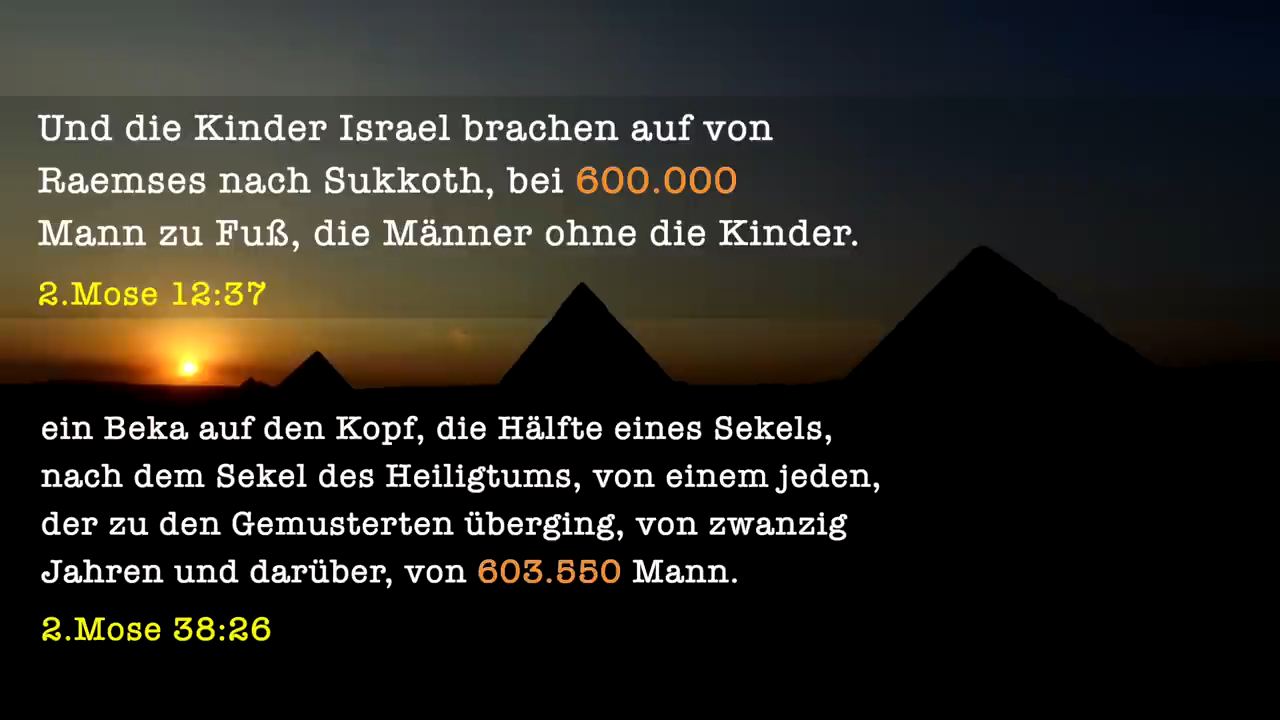 Und die Kinder Israel brachen auf von
Raemses nach Sukkoth, bei 600.000
Mann zu Fuß, die Männer ohne die Kinder.
2.Mose 12:37
ein Beka auf den Kopf, die Hälfte eines Sekels,
nach dem Sekel des Heiligtums, von einem jeden,
der zu den Gemusterten überging, von zwanzig
Jahren und darüber, von 603.550 Mann.
2.Mose 38:26